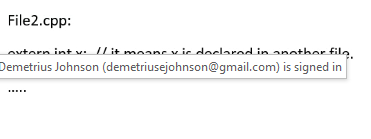 File2.cpp:
extern int x; // it means x is declared in another file.
Demetrius Johnson (demetriusejohnson@gmail.com) is signed in
.....